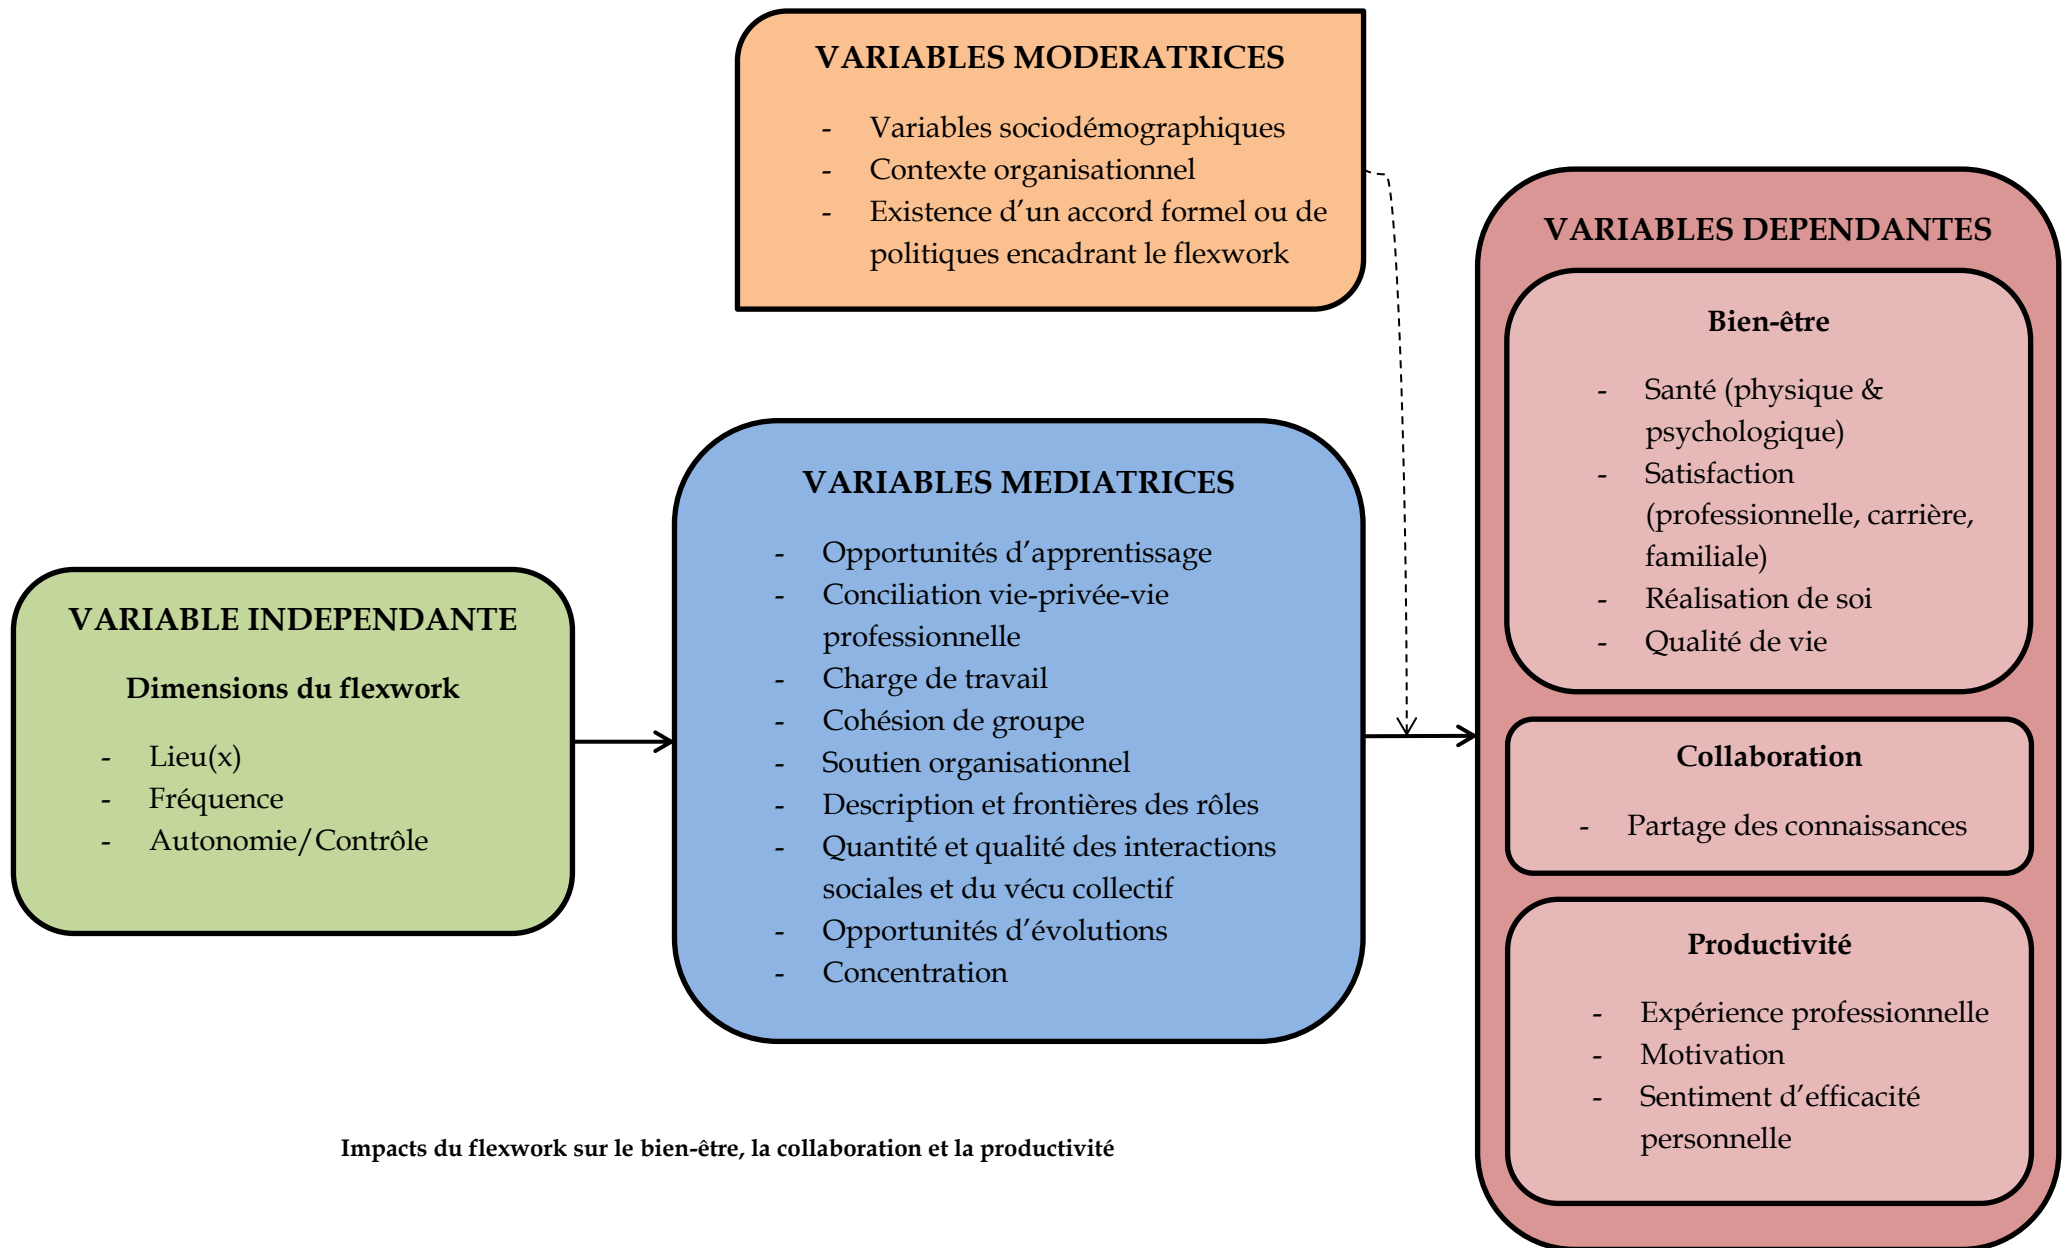 VARIABLES MODERATRICES
- Variables sociodémographiques
- Contexte organisationnel
- Existence d’un accord formel ou de
politiques encadrant le flexwork
VARIABLE INDEPENDANTE
Dimensions du flexwork
- Lieu(x)
- Fréquence
- Autonomie/Contrôle
VARIABLES MEDIATRICES
- Opportunités d’apprentissage
- Conciliation vie-privée-vie
professionnelle
- Charge de travail
- Cohésion de groupe
- Soutien organisationnel
- Description et frontières des rôles
- Quantité et qualité des interactions
sociales et du vécu collectif
- Opportunités d’évolutions
- Concentration
VARIABLES DEPENDANTES
Bien-être
- Santé (physique &
psychologique)
- Satisfaction
(professionnelle, carrière,
familiale)
- Réalisation de soi
- Qualité de vie
Collaboration
- Partage des connaissances
Productivité
- Expérience professionnelle
- Motivation
- Sentiment d’efficacité
personnelle
Impacts du flexwork sur le bien-être, la collaboration et la productivité